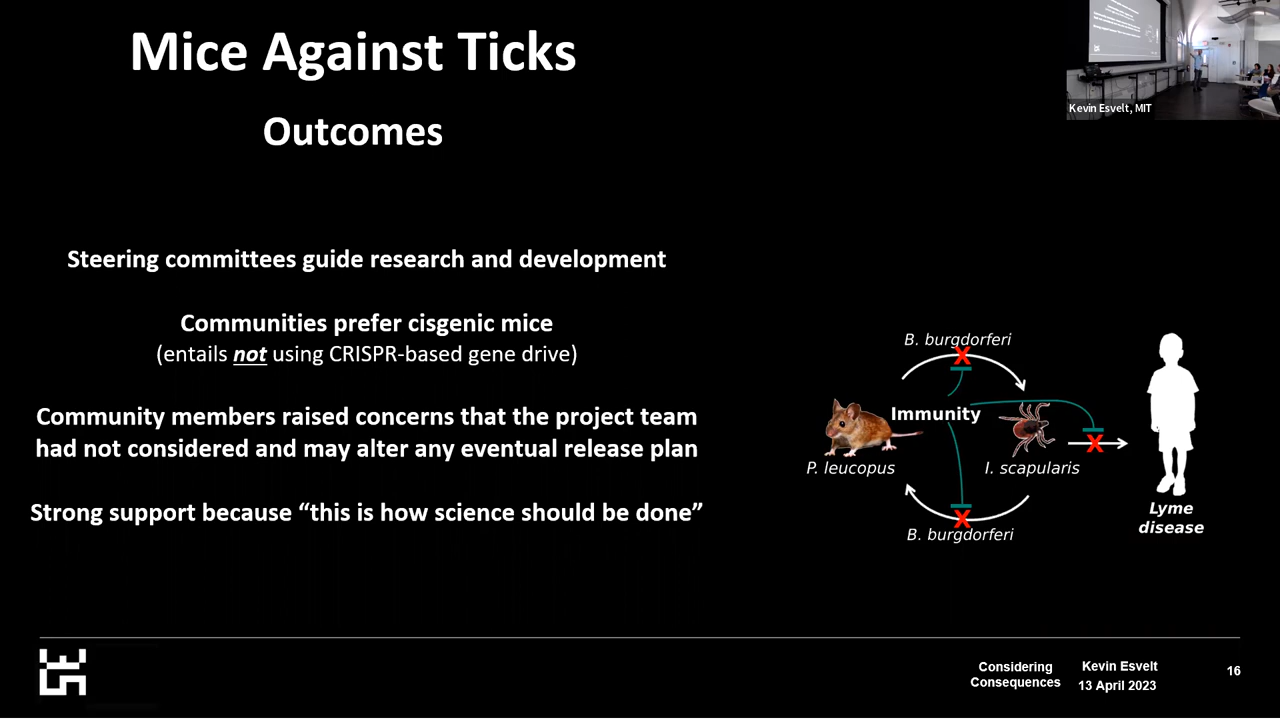 Mice Against Ticks
Outcomes
Kevin Esvelt, MIT
Steering committees guide research and development
Communities prefer cisgenic mice
(entails not using CRISPR-based gene drive)
Community members raised concerns that the project team
had not considered and may alter any eventual release plan
Strong support because “this is how science should be done”
B. burgdorferi
X
Immunity
X
P. leucopus
I. scapularis
X
B. burgdorferi
Lyme
disease
Considering
Consequences
Kevin Esvelt
13 April 2023
16